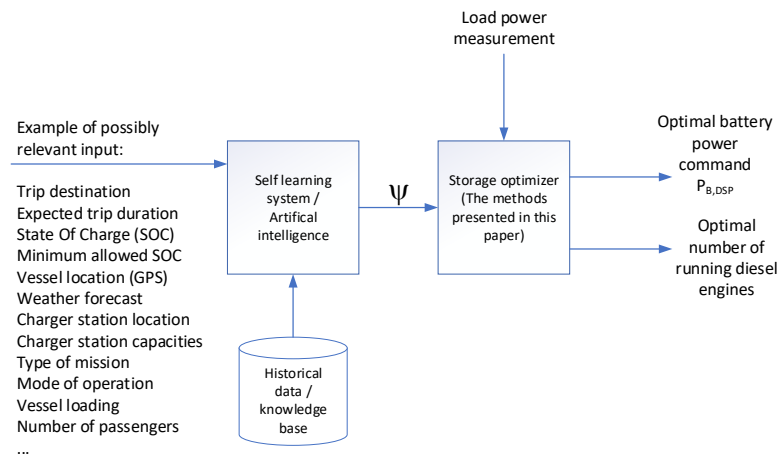 Load power
measurement
Example of possibly
relevant input:
Trip destination
Expected trip duration
State Of Charge (SOC)
Minimum allowed SOC
Vessel location (GPS)
Weather forecast
Charger station location
Charger station capacities
Type of mission
Mode of operation
Vessel loading
Number of passengers
...
Self learning
system /
Artifical
intelligence
Historical
data /
knowledge
base
ψ
Storage optimizer
(The methods
presented in this
paper)
Optimal battery
power
command
P_B,DSP
Optimal
number of
running diesel
engines